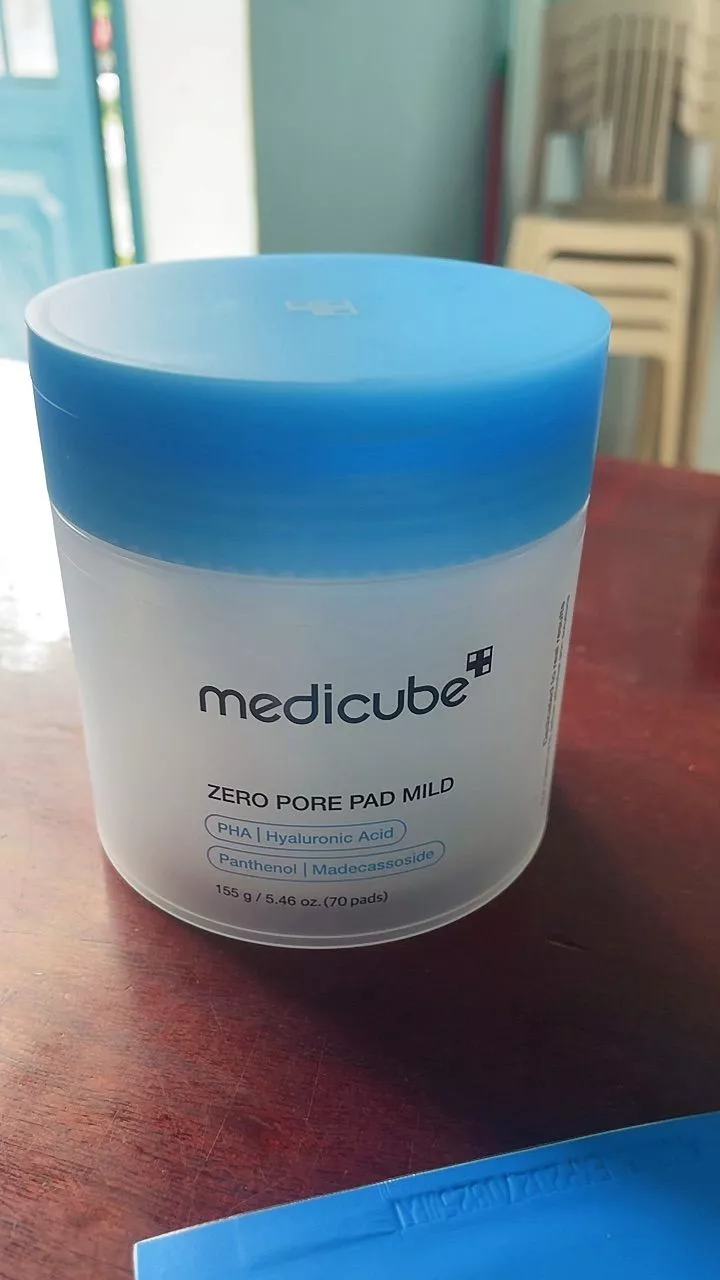 medicube
ZERO PORE PAD MILD
PHA | Hyaluronic Acid
Panthenol | Madecassoside
155 g / 5.46 oz. (70 pads)